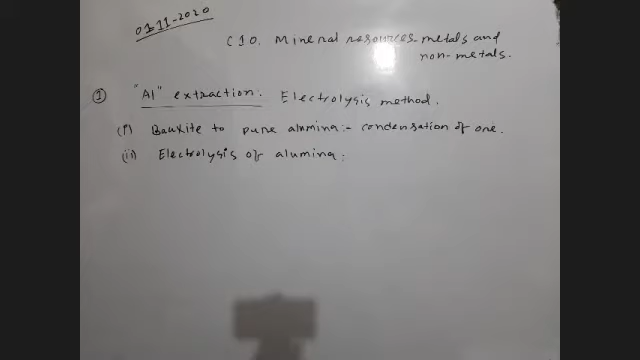 01-11-2020
C10. Mineral resources metals and
non-metals.
① "Al" extraction: Electrolysis method.
(i) Bauxite to pure alumina:- condensation of ore.
(ii) Electrolysis of alumina: